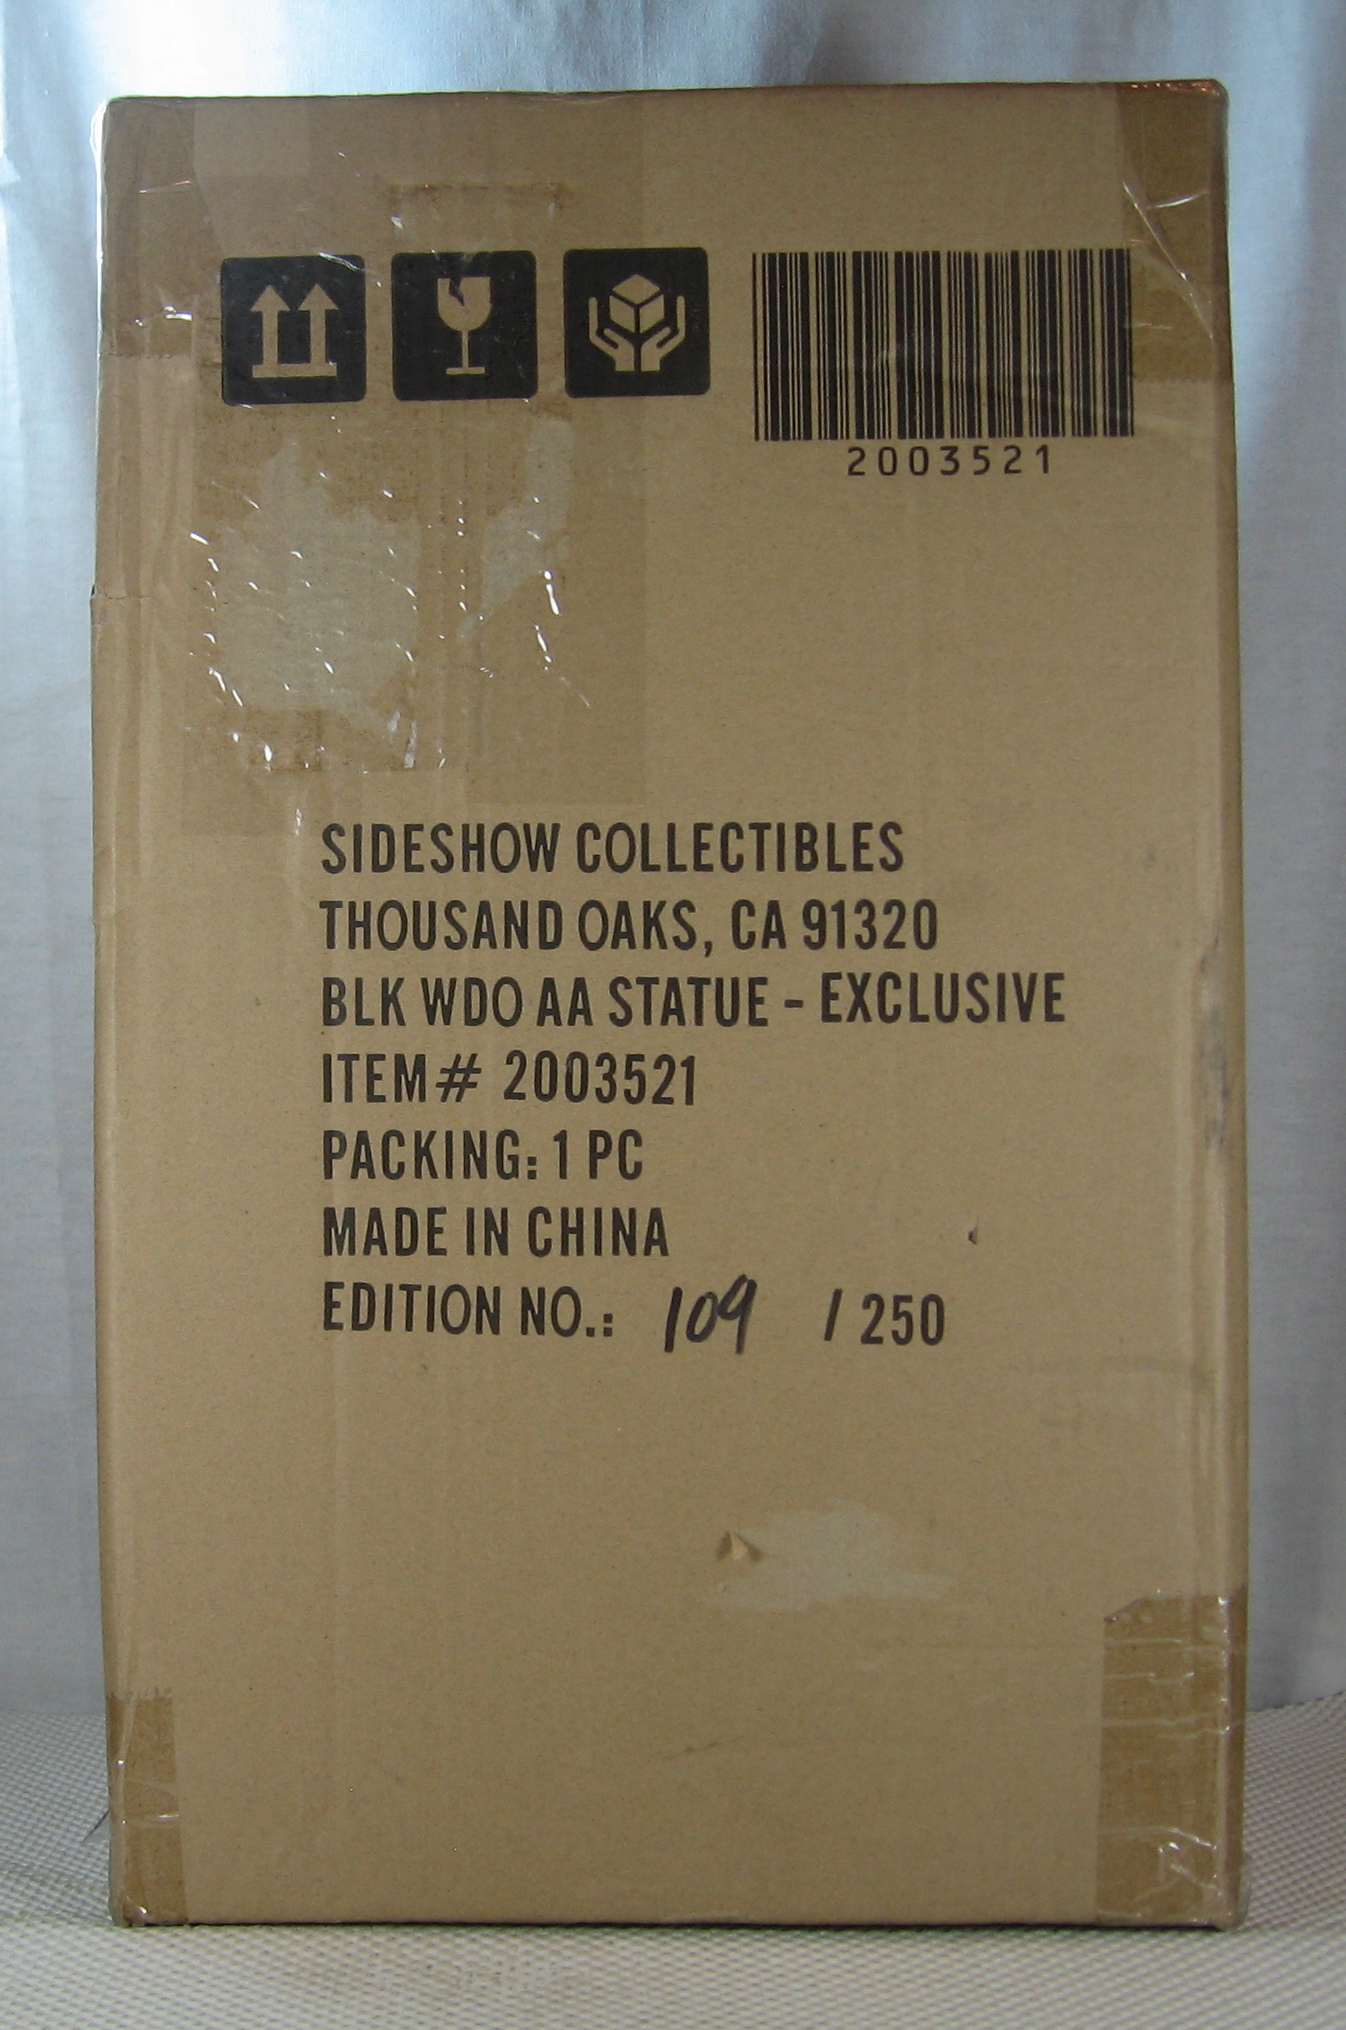 2003521
SIDESHOW COLLECTIBLES
THOUSAND OAKS, CA 91320
BLK WDO AA STATUE - EXCLUSIVE
ITEM# 2003521
PACKING: 1 PC
MADE IN CHINA
EDITION NO.: 109 / 250